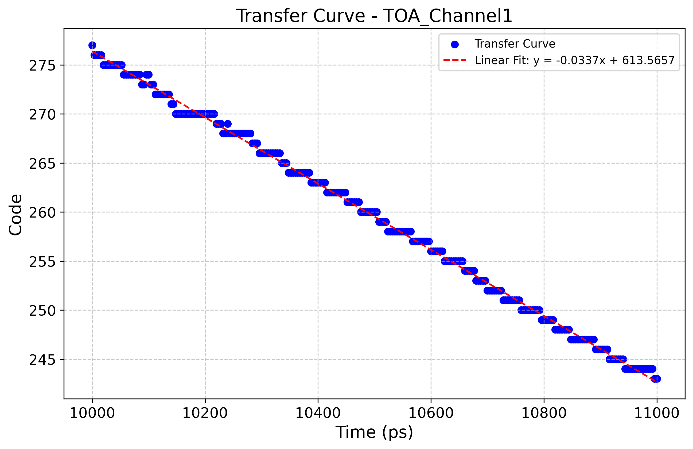 Transfer Curve - TOA_Channel1
Transfer Curve
Linear Fit: y = -0.0337x + 613.5657
Code
275
270
265
260
255
250
245
10000
10200
10400
10600
10800
11000
Time (ps)